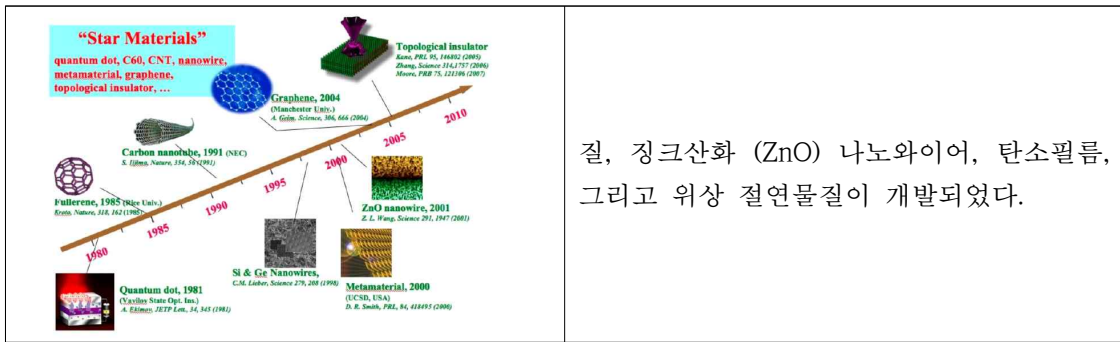 “Star Materials”
quantum dot, C60, CNT, nanowire,
metamaterial, graphene,
topological insulator, …
Topological insulator
Kane, PRL 95, 146802 (2005)
Zhang, Science 314,1757 (2006)
Moore, PRB 75, 121306 (2007)
Graphene, 2004
(Manchester Univ.)
A. Geim, Science, 306, 666 (2004)
Carbon nanotube, 1991 (NEC)
S. Iijima, Nature, 354, 56 (1991)
Fullerene, 1985 (Rice Univ.)
Kroto, Nature, 318, 162 (1985)
1980
1985
1990
1995
2000
2005
2010
ZnO nanowire, 2001
Z. L. Wang, Science 291, 1947 (2001)
Si & Ge Nanowires,
C.M. Lieber, Science 279, 208 (1998)
Metamaterial, 2000
(UCSD, USA)
D. R. Smith, PRL, 84, 418495 (2000)
Quantum dot, 1981
(Vavilov State Opt. Ins.)
A. Ekimov, JETP Lett., 34, 345 (1981)
질, 징크산화 (ZnO) 나노와이어, 탄소필름,
그리고 위상 절연물질이 개발되었다.